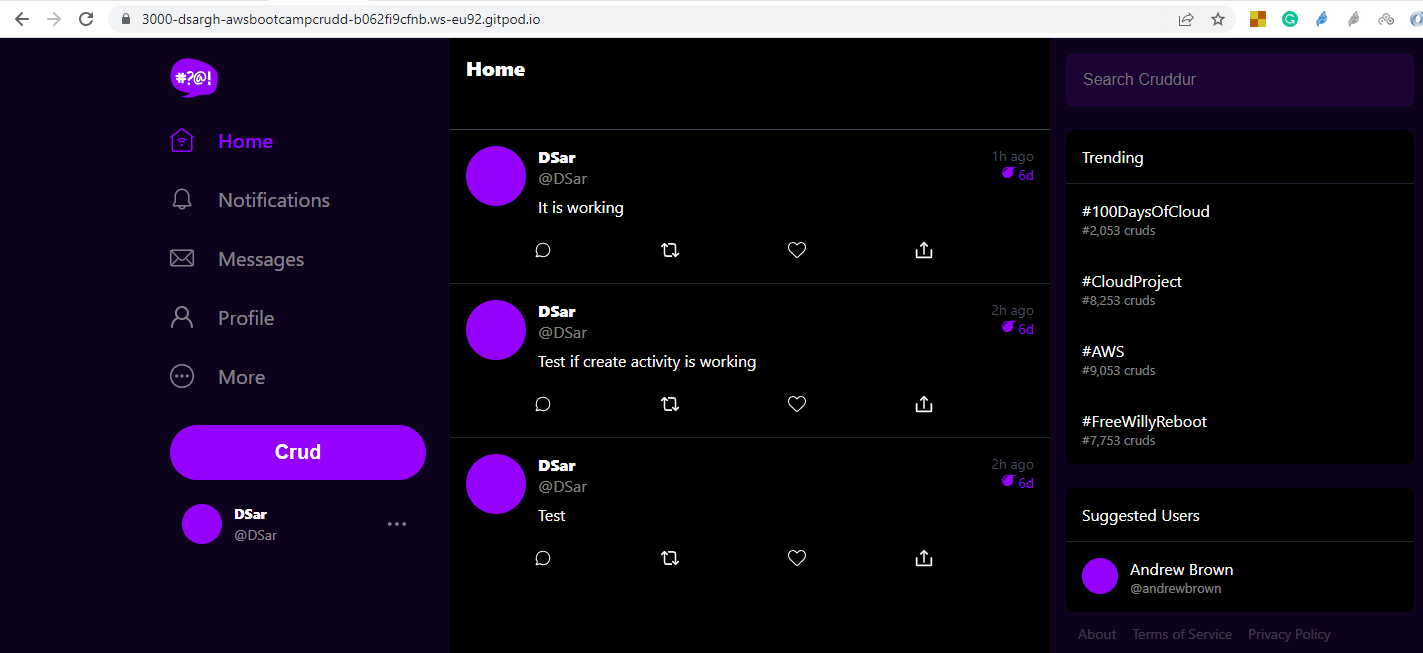 3000-dsargh-awsbootcampcrudd-b062fi9cfnb.ws-eu92.gitpod.io
#?@!
Home
Notifications
Messages
Profile
More
Crud
DSar
@DSar
Home
DSar
@DSar
1h ago
6d
It is working
DSar
@DSar
2h ago
6d
Test if create activity is working
DSar
@DSar
2h ago
6d
Test
Search Cruddur
Trending
#100DaysOfCloud
#2,053 cruds
#CloudProject
#8,253 cruds
#AWS
#9,053 cruds
#FreeWillyReboot
#7,753 cruds
Suggested Users
Andrew Brown
@andrewbrown
About Terms of Service Privacy Policy